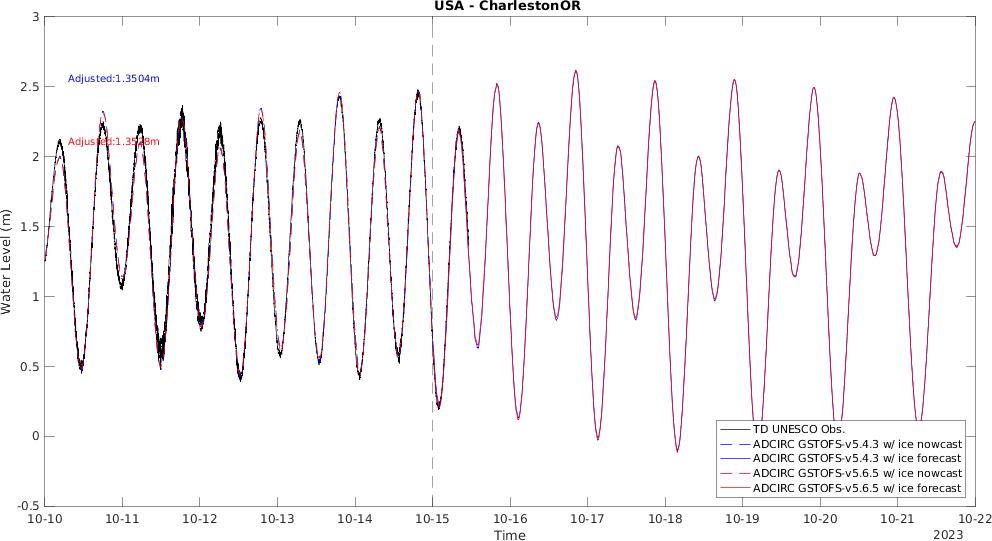 USA - CharlestonOR
3
2.5
2
1.5
1
0.5
0
-0.5
Water Level (m)
Adjusted:1.3504m
TD UNESCO Obs.
ADCIRC GSTOFS-v5.4.3 w/ ice nowcast
ADCIRC GSTOFS-v5.4.3 w/ ice forecast
ADCIRC GSTOFS-v5.6.5 w/ ice nowcast
ADCIRC GSTOFS-v5.6.5 w/ ice forecast
10-10
10-11
10-12
10-13
10-14
10-15
10-16
10-17
10-18
10-19
10-20
10-21
10-22
Time
2023